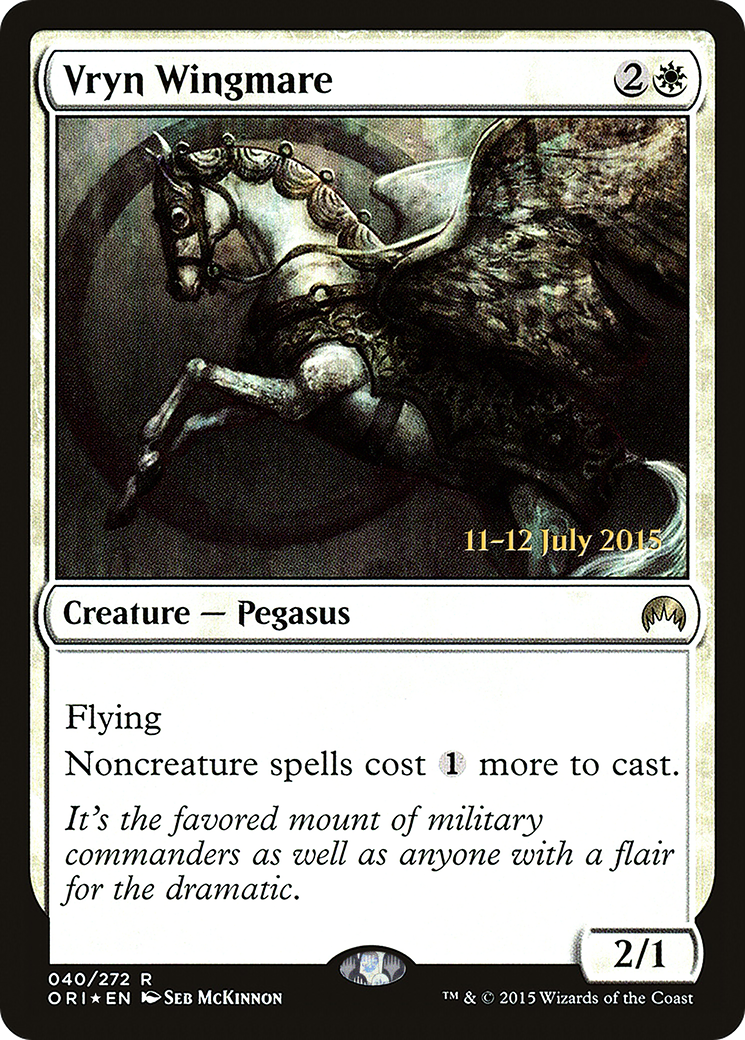 Vryn Wingmare 2
11–12 July 2015
Creature — Pegasus
Flying
Noncreature spells cost 1 more to cast.
It's the favored mount of military
commanders as well as anyone with a flair
for the dramatic.
2/1
040/272 R
ORI★EN Seb McKinnon
™ & © 2015 Wizards of the Coast